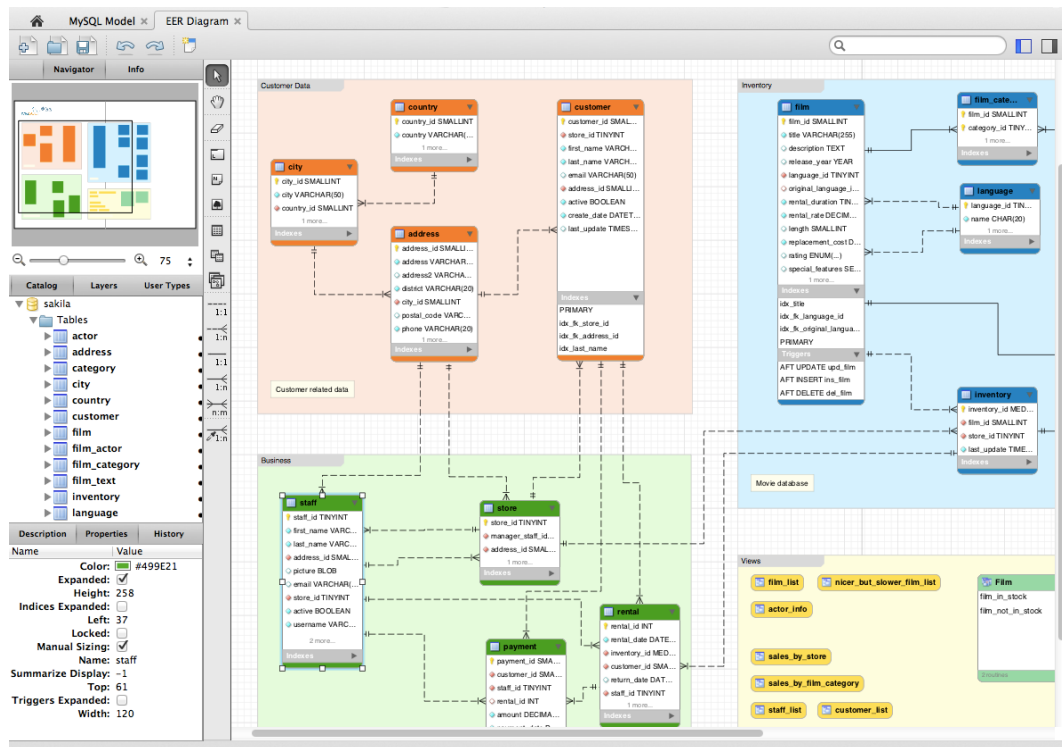 MySQL Model ×
EER Diagram ×
Navigator
Info
75
Catalog
Layers
User Types
sakila
Tables
actor
address
category
city
country
customer
film
film_actor
film_category
film_text
inventory
language
Description
Properties
History
Name
Value
Color: #499E21
Expanded:
Height: 258
Indices Expanded:
Left: 37
Locked:
Manual Sizing:
Name: staff
Summarize Display: -1
Top: 61
Triggers Expanded:
Width: 120
1:1
1:n
1:1
1:n
n:m
1:n
Customer Data
country
country_id SMALLINT
country VARCHAR(...
1 more...
Indexes
city
city_id SMALLINT
city VARCHAR(50)
country_id SMALLINT
1 more...
Indexes
address
address_id SMALLI...
address VARCHAR...
address2 VARCHA...
district VARCHAR(20)
city_id SMALLINT
postal_code VARC...
phone VARCHAR(20)
1 more...
Indexes
customer
customer_id SMAL...
store_id TINYINT
first_name VARCH...
last_name VARCH...
email VARCHAR(50)
address_id SMALLI...
active BOOLEAN
create_date DATET...
last_update TIMES...
Indexes
PRIMARY
idx_fk_store_id
idx_fk_address_id
idx_last_name
Customer related data
Inventory
film
film_id SMALLINT
title VARCHAR(255)
description TEXT
release_year YEAR
language_id TINYINT
original_language_i...
rental_duration TIN...
rental_rate DECIM...
length SMALLINT
replacement_cost D...
rating ENUM(...)
special_features SE...
1 more...
Indexes
idx_title
idx_fk_language_id
idx_fk_original_langua...
PRIMARY
Triggers
AFT UPDATE upd_film
AFT INSERT ins_film
AFT DELETE del_film
film_cate...
film_id SMALLINT
category_id TINY...
1 more...
Indexes
language
language_id TIN...
name CHAR(20)
1 more...
Indexes
inventory
inventory_id MED...
film_id SMALLINT
store_id TINYINT
last_update TIME...
Indexes
Movie database
Business
staff
staff_id TINYINT
first_name VARC...
last_name VARC...
address_id SMAL...
picture BLOB
email VARCHAR(...
store_id TINYINT
active BOOLEAN
username VARC...
2 more...
Indexes
store
store_id TINYINT
manager_staff_id...
address_id SMAL...
1 more...
Indexes
payment
payment_id SMA...
customer_id SMA...
staff_id TINYINT
rental_id INT
amount DECIMA...
rental
rental_id INT
rental_date DATE...
inventory_id MED...
customer_id SMA...
return_date DAT...
staff_id TINYINT
1 more...
Indexes
Views
film_list
nicer_but_slower_film_list
actor_info
sales_by_store
sales_by_film_category
staff_list
customer_list
Film
film_in_stock
film_not_in_stock
2 routines